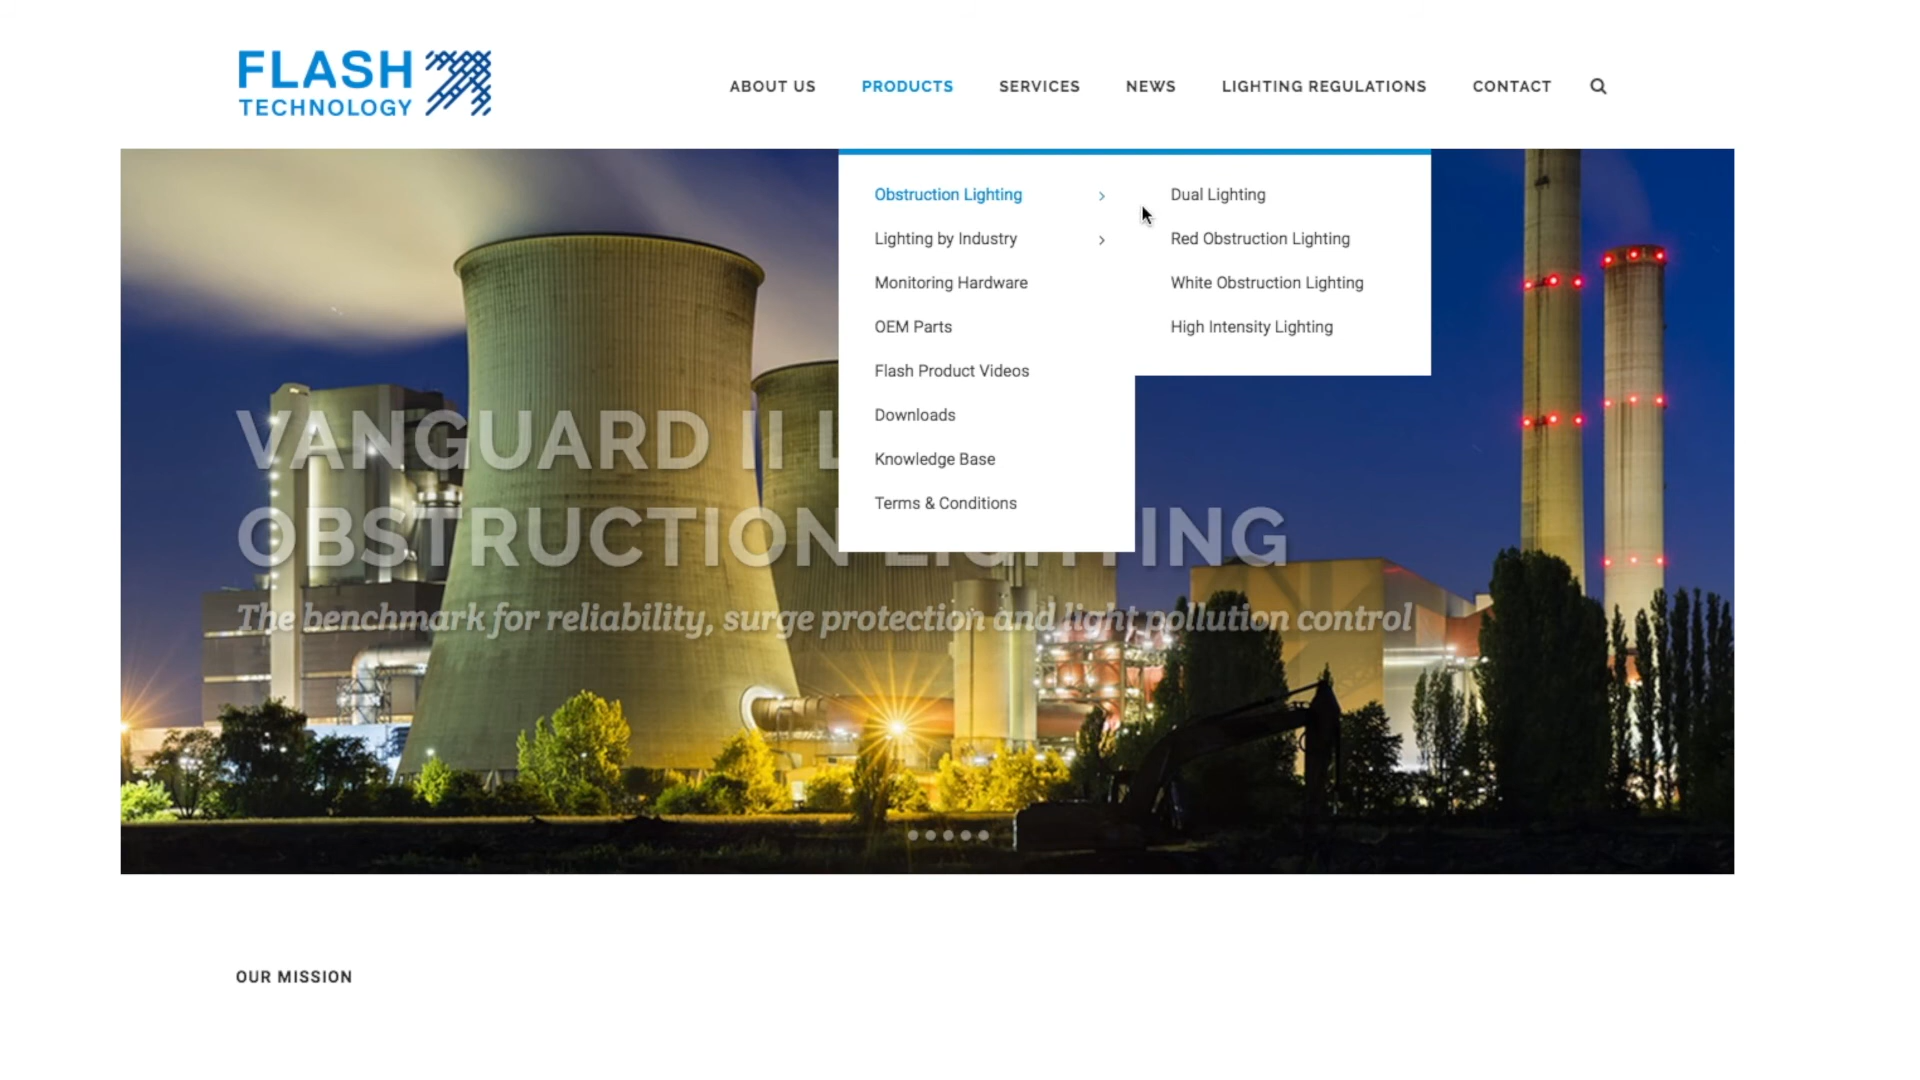 FLASH
TECHNOLOGY
ABOUT US PRODUCTS SERVICES NEWS LIGHTING REGULATIONS CONTACT
Obstruction Lighting
Lighting by Industry
Monitoring Hardware
OEM Parts
Flash Product Videos
Downloads
Knowledge Base
Terms & Conditions
Dual Lighting
Red Obstruction Lighting
White Obstruction Lighting
High Intensity Lighting
VANGUARD II L
OBSTRUCTION LIGHTING
The benchmark for reliability, surge protection and light pollution control
OUR MISSION